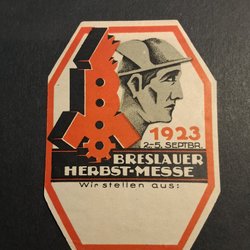 1923
2-5. SEPTBR.
BRESLAUER
HERBST-MESSE
Wir stellen aus: